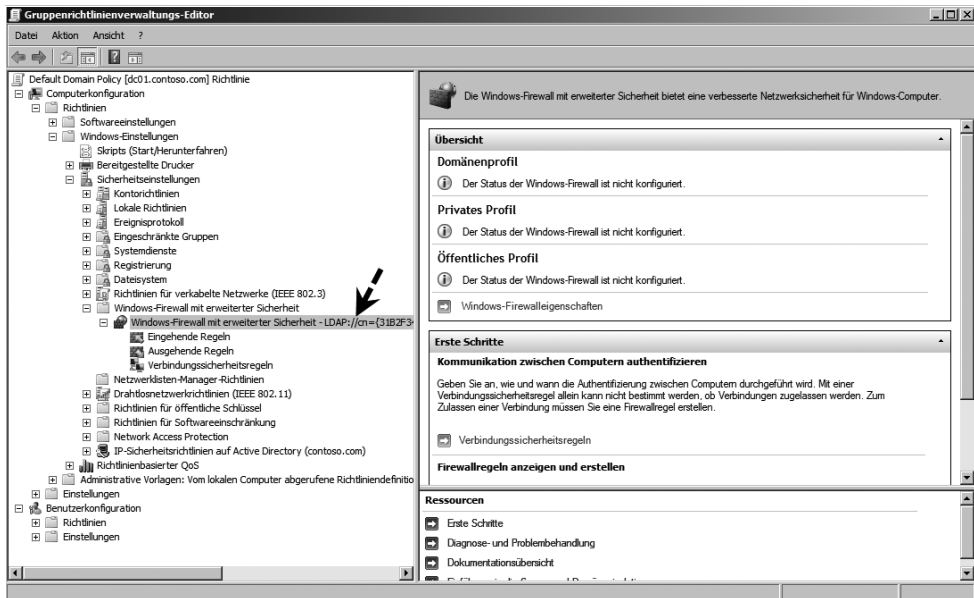 Gruppenrichtlinienverwaltungs-Editor
Datei Aktion Ansicht ?
Default Domain Policy [dc01.contoso.com] Richtlinie
Computerkonfiguration
Richtlinien
Softwareeinstellungen
Windows-Einstellungen
Skripts (Start/Herunterfahren)
Bereitgestellte Drucker
Sicherheitseinstellungen
Kontorichtlinien
Lokale Richtlinien
Ereignisprotokoll
Eingeschränkte Gruppen
Systemdienste
Registrierung
Dateisystem
Richtlinien für verkabelte Netzwerke (IEEE 802.3)
Windows-Firewall mit erweiterter Sicherheit
Windows-Firewall mit erweiterter Sicherheit - LDAP://cn={31B2F34
Eingehende Regeln
Ausgehende Regeln
Verbindungssicherheitsregeln
Netzwerklisten-Manager-Richtlinien
Drahtlosnetzwerkrichtlinien (IEEE 802.11)
Richtlinien für öffentliche Schlüssel
Richtlinien für Softwareeinschränkung
Network Access Protection
IP-Sicherheitsrichtlinien auf Active Directory (contoso.com)
Richtlinienbasierter QoS
Administrative Vorlagen: Vom lokalen Computer abgerufene Richtliniendefinitio
Einstellungen
Benutzerkonfiguration
Richtlinien
Einstellungen
Die Windows-Firewall mit erweiterter Sicherheit bietet eine verbesserte Netzwerksicherheit für Windows-Computer.
Übersicht
Domänenprofil
Der Status der Windows-Firewall ist nicht konfiguriert.
Privates Profil
Der Status der Windows-Firewall ist nicht konfiguriert.
Öffentliches Profil
Der Status der Windows-Firewall ist nicht konfiguriert.
Windows-Firewalleigenschaften
Erste Schritte
Kommunikation zwischen Computern authentifizieren
Geben Sie an, wie und wann die Authentifizierung zwischen Computern durchgeführt wird. Mit einer
Verbindungssicherheitsregel allein kann nicht bestimmt werden, ob Verbindungen zugelassen werden. Zum
Zulassen einer Verbindung müssen Sie eine Firewallregel erstellen.
Verbindungssicherheitsregeln
Firewallregeln anzeigen und erstellen
Ressourcen
Erste Schritte
Diagnose- und Problembehandlung
Dokumentationsübersicht